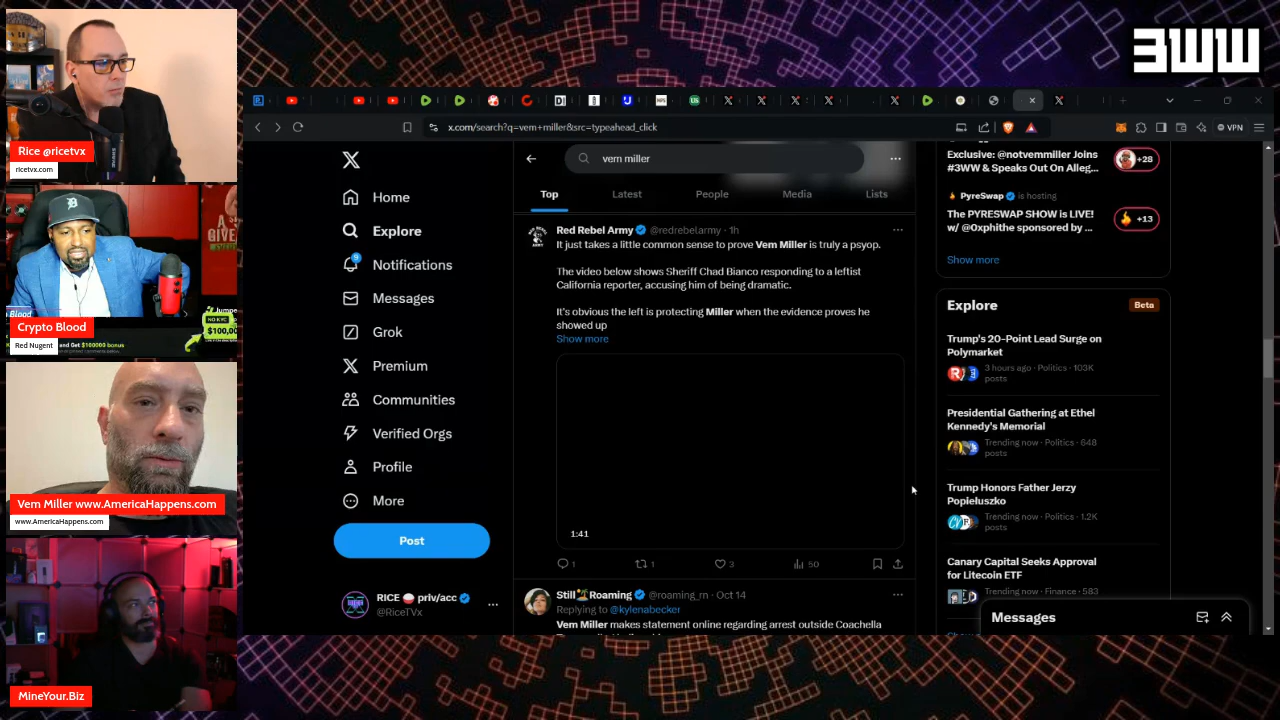 3WW
Rice @ricetvx
ricetvx.com
Crypto Blood
Red Nugent
Vem Miller www.AmericaHappens.com
www.AmericaHappens.com
MineYour.Biz
x.com/search?q=vem+miller&src=typeahead_click
VPN
Home
Explore
Notifications
9
Messages
Grok
Premium
Communities
Verified Orgs
Profile
More
Post
RICE 🍚 priv/acc
@RiceTVx
vem miller
Top
Latest
People
Media
Lists
Red Rebel Army @redrebelarmy · 1h
It just takes a little common sense to prove Vem Miller is truly a psyop.
The video below shows Sheriff Chad Bianco responding to a leftist
California reporter, accusing him of being dramatic.
It's obvious the left is protecting Miller when the evidence proves he
showed up
Show more
1:41
1
1
3
50
Still🏝Roaming @roaming_rn · Oct 14
Replying to @kylenabecker
Vem Miller makes statement online regarding arrest outside Coachella
Exclusive: @notvemmiller Joins
#3WW & Speaks Out On Alleg...
+28
PyreSwap is hosting
The PYRESWAP SHOW is LIVE!
w/ @Oxphithe sponsored by ...
+13
Show more
Explore
Beta
Trump's 20-Point Lead Surge on
Polymarket
3 hours ago · Politics · 103K
posts
Presidential Gathering at Ethel
Kennedy's Memorial
Trending now · Politics · 648
posts
Trump Honors Father Jerzy
Popiełuszko
Trending now · Politics · 1.2K
posts
Canary Capital Seeks Approval
for Litecoin ETF
Trending now · Finance · 583
Messages